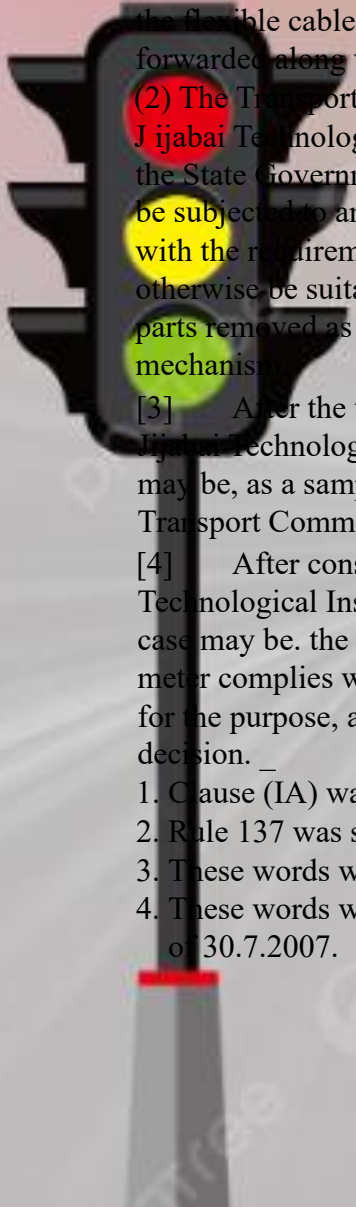 the flexible cable
forwarded along
(2) The Transport
J ijabai Technolog
the State Governm
be subjected to an
with the requirem
otherwise be suita
parts removed as
mechanism.
[3] After the
Jijabai Technolog
may be, as a samp
Transport Comm
[4] After cons
Technological Ins
case may be. the
meter complies w
for the purpose, a
decision. _
1. Clause (IA) wa
2. Rule 137 was s
3. These words w
4. These words w
of 30.7.2007.